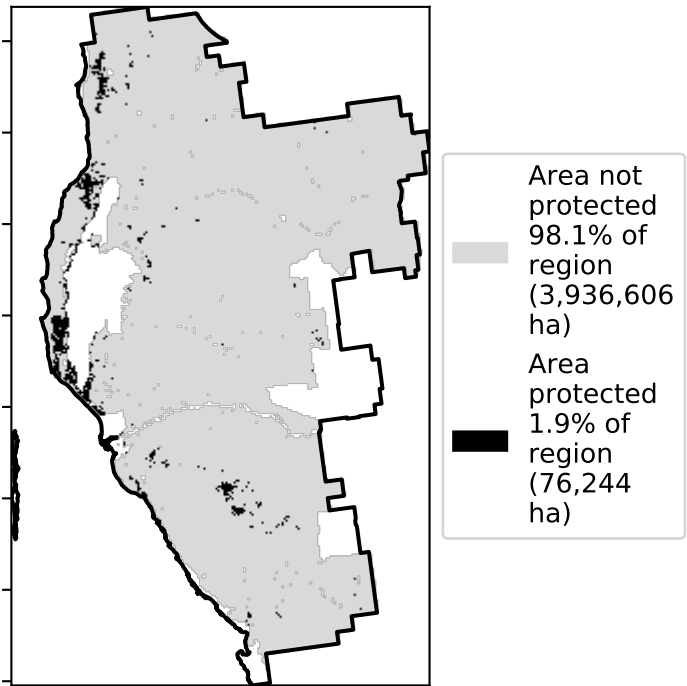 Area not
protected
98.1% of
region
(3,936,606
ha)
Area
protected
1.9% of
region
(76,244
ha)